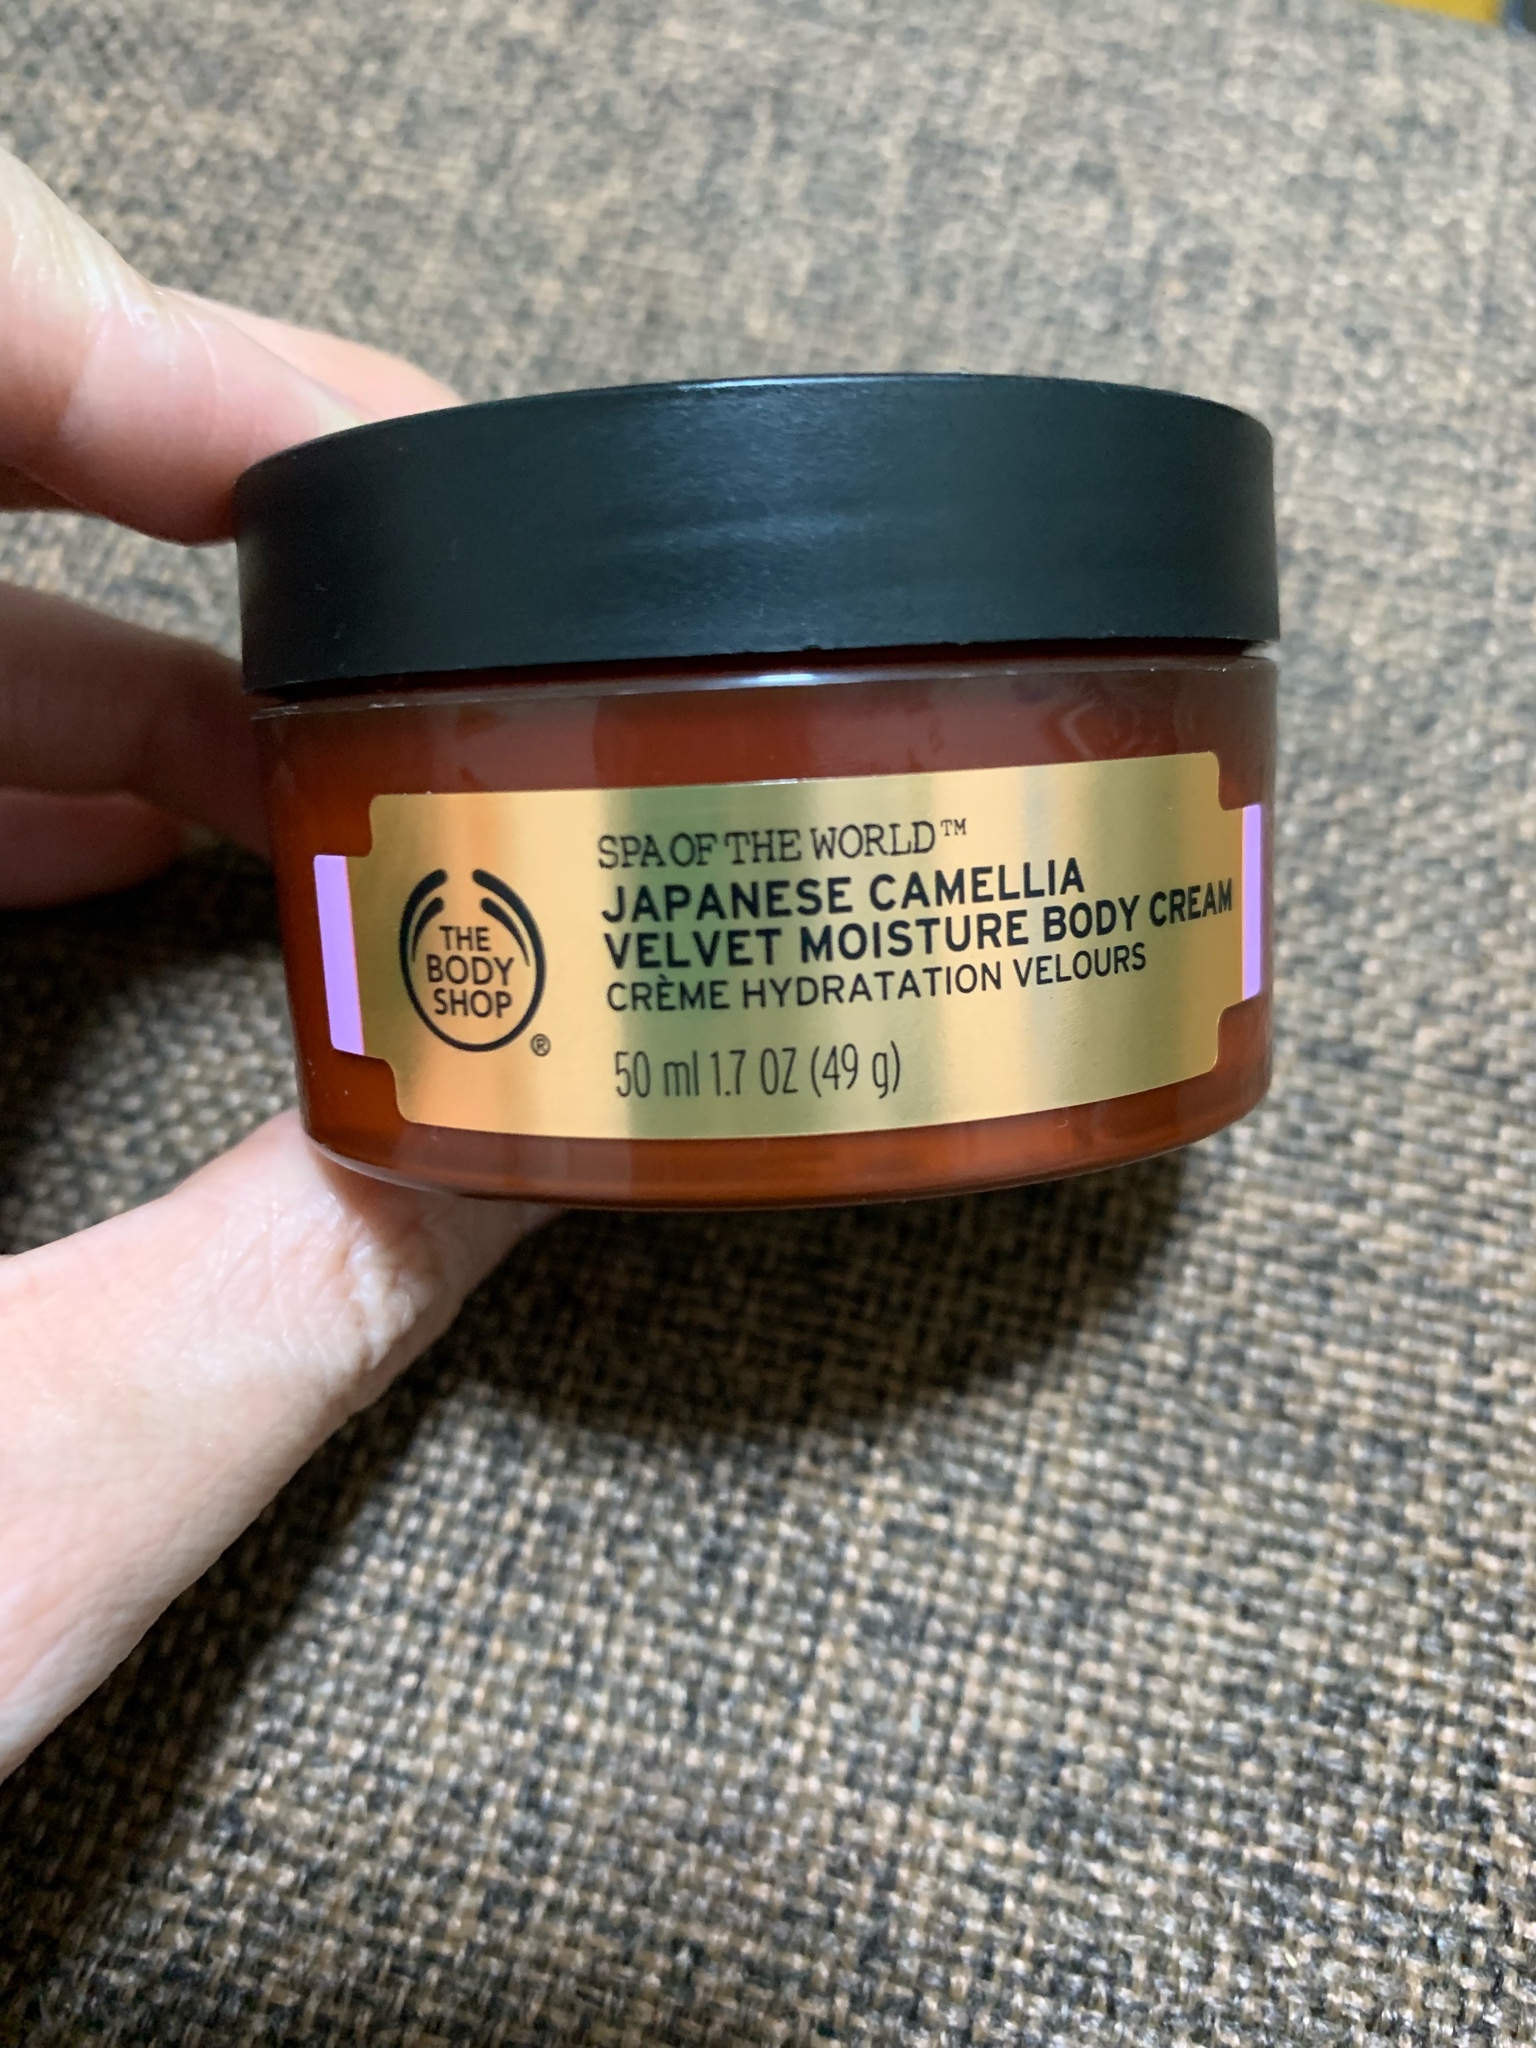 THE
BODY
SHOP
®
SPA OF THE WORLD™
JAPANESE CAMELLIA
VELVET MOISTURE BODY CREAM
CRÈME HYDRATATION VELOURS
50 ml 1.7 OZ (49 g)